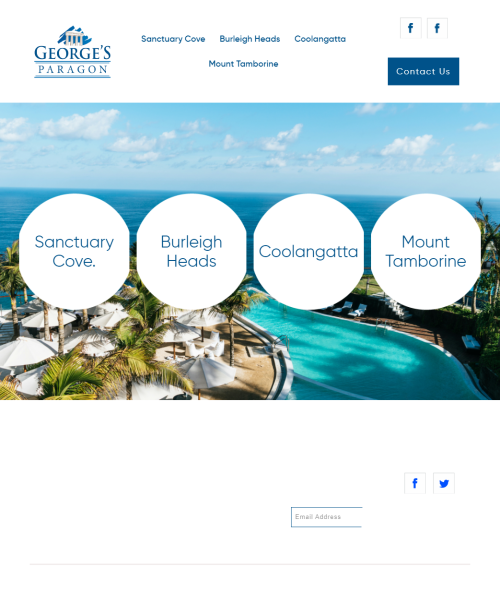 GEORGE'S
PARAGON
Sanctuary Cove
Burleigh Heads
Coolangatta
Mount Tamborine
Contact Us
Sanctuary
Cove.
Burleigh
Heads
Coolangatta
Mount
Tamborine
Email Address